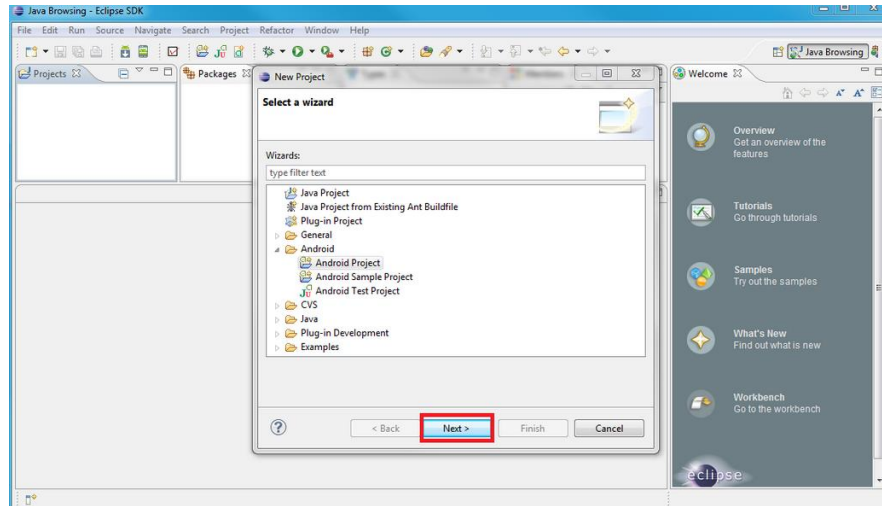 Java Browsing - Eclipse SDK
File Edit Run Source Navigate Search Project Refactor Window Help
Java Browsing
Projects
Packages
New Project
Welcome
Select a wizard
Wizards:
type filter text
Java Project
Java Project from Existing Ant Buildfile
Plug-in Project
General
Android
Android Project
Android Sample Project
Android Test Project
CVS
Java
Plug-in Development
Examples
< Back Next > Finish Cancel
Overview
Get an overview of the
features
Tutorials
Go through tutorials
Samples
Try out the samples
What's New
Find out what is new
Workbench
Go to the workbench
eclipse